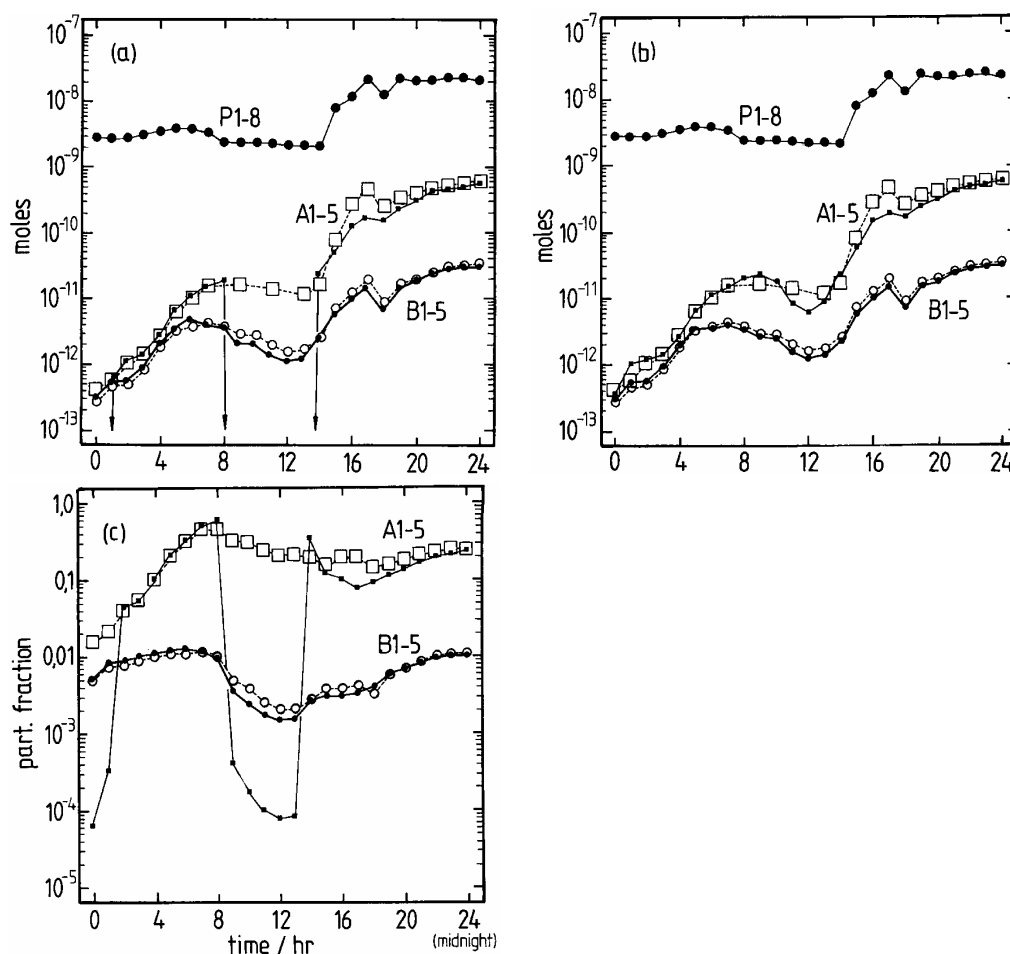 (a)
moles
10^-7
10^-8
10^-9
10^-10
10^-11
10^-12
10^-13
P1-8
A1-5
B1-5
0 4 8 12 16 20 24
(b)
moles
10^-7
10^-8
10^-9
10^-10
10^-11
10^-12
10^-13
P1-8
A1-5
B1-5
0 4 8 12 16 20 24
(c)
part. fraction
1,0
0,1
0,01
10^-3
10^-4
10^-5
A1-5
B1-5
0 4 8 12 16 20 24
time / hr
(midnight)